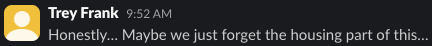 Trey Frank 9:52 AM
Honestly... Maybe we just forget the housing part of this...